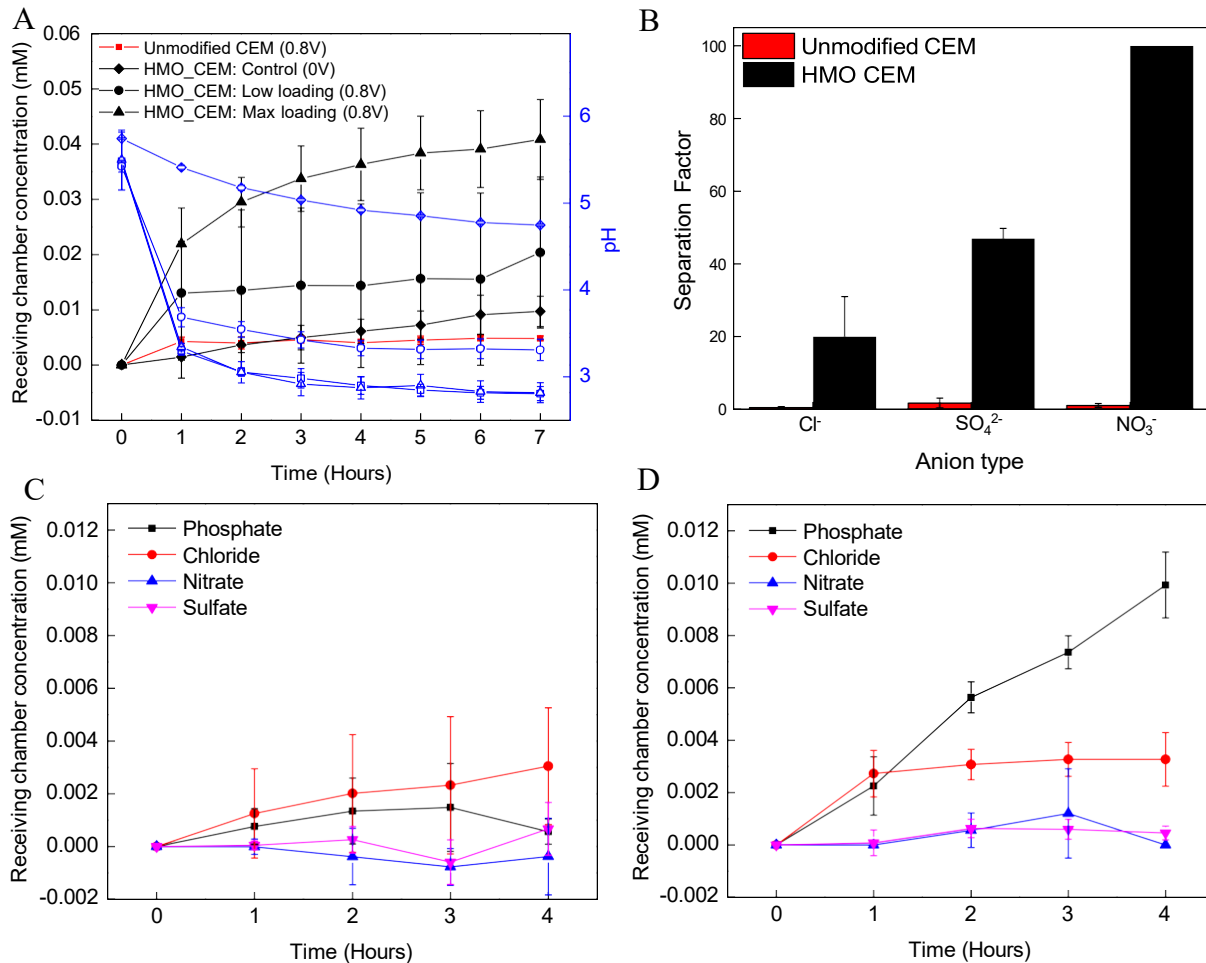 A
Receiving chamber concentration (mM)
0.06
0.05
0.04
0.03
0.02
0.01
0.00
-0.01
Unmodified CEM (0.8V)
HMO_CEM: Control (0V)
HMO_CEM: Low loading (0.8V)
HMO_CEM: Max loading (0.8V)
6
5
4
3
pH
0 1 2 3 4 5 6 7
Time (Hours)
B
Separation Factor
100
80
60
40
20
0
Unmodified CEM
HMO CEM
Cl⁻ SO₄²⁻ NO₃⁻
Anion type
C
Receiving chamber concentration (mM)
0.012
0.010
0.008
0.006
0.004
0.002
0.000
-0.002
Phosphate
Chloride
Nitrate
Sulfate
0 1 2 3 4
Time (Hours)
D
Receiving chamber concentration (mM)
0.012
0.010
0.008
0.006
0.004
0.002
0.000
-0.002
Phosphate
Chloride
Nitrate
Sulfate
0 1 2 3 4
Time (Hours)